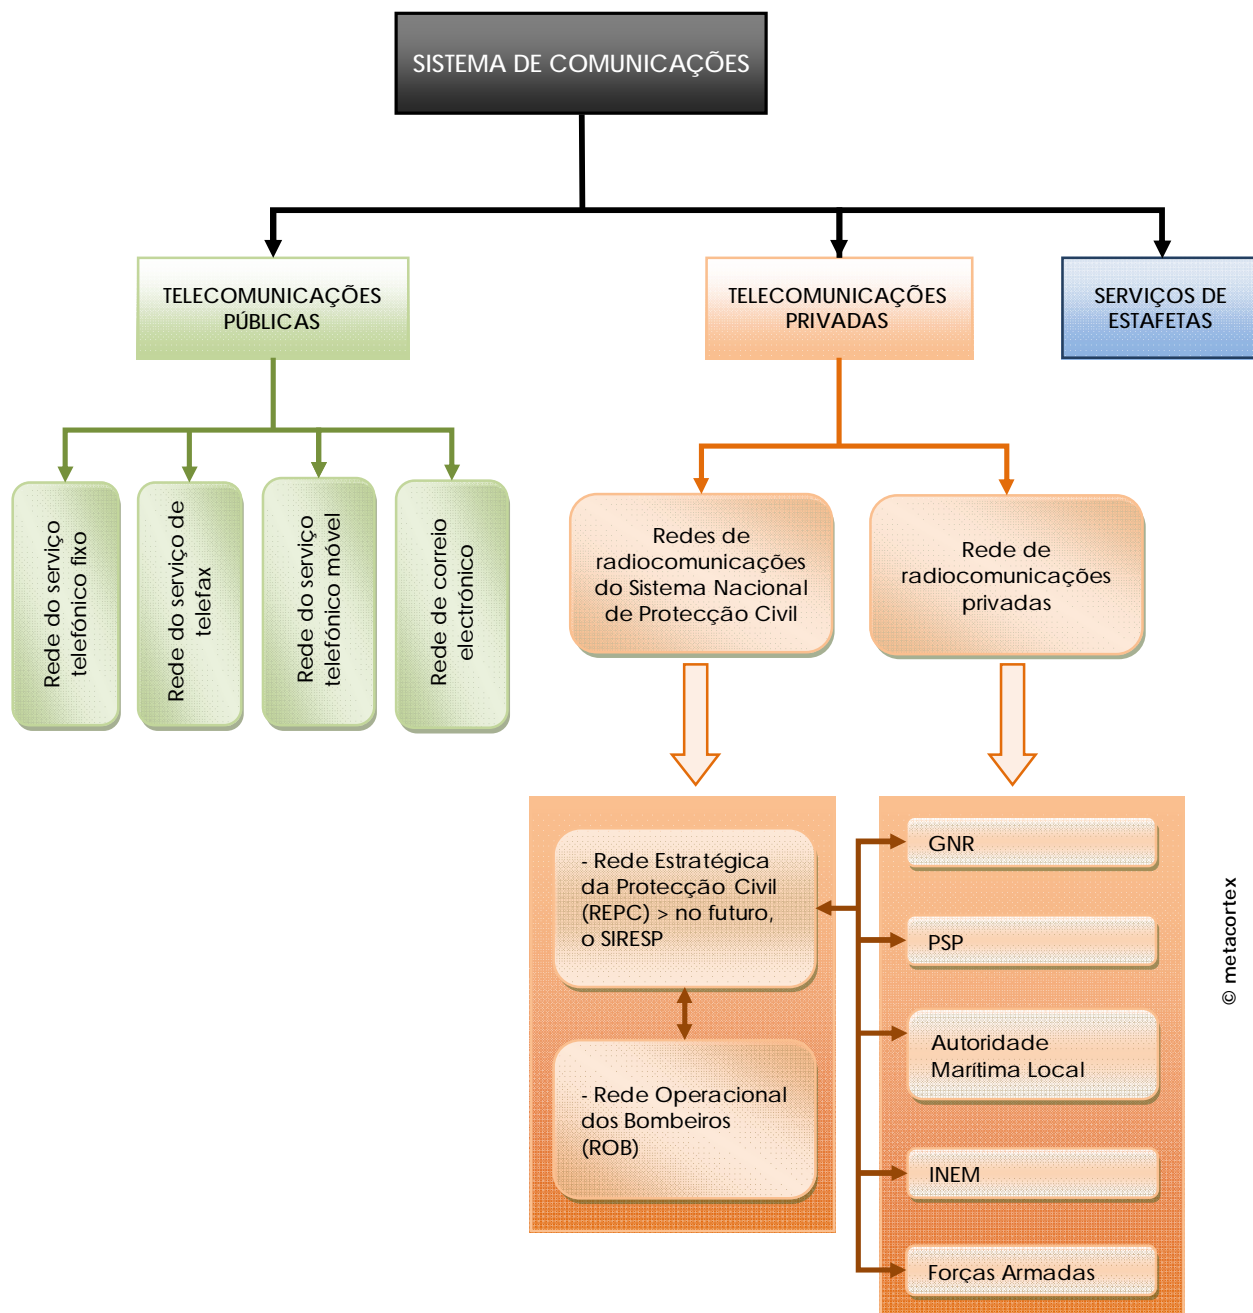 SISTEMA DE COMUNICAÇÕES
TELECOMUNICAÇÕES
PÚBLICAS
TELECOMUNICAÇÕES
PRIVADAS
SERVIÇOS DE
ESTAFETAS
Rede do serviço
telefónico fixo
Rede do serviço de
telefax
Rede do serviço
telefónico móvel
Rede de correio
electrónico
Redes de
radiocomunicações
do Sistema Nacional
de Protecção Civil
Rede de
radiocomunicações
privadas
- Rede Estratégica
da Protecção Civil
(REPC) > no futuro,
o SIRESP
- Rede Operacional
dos Bombeiros
(ROB)
GNR
PSP
Autoridade
Marítima Local
INEM
Forças Armadas
© metacortex